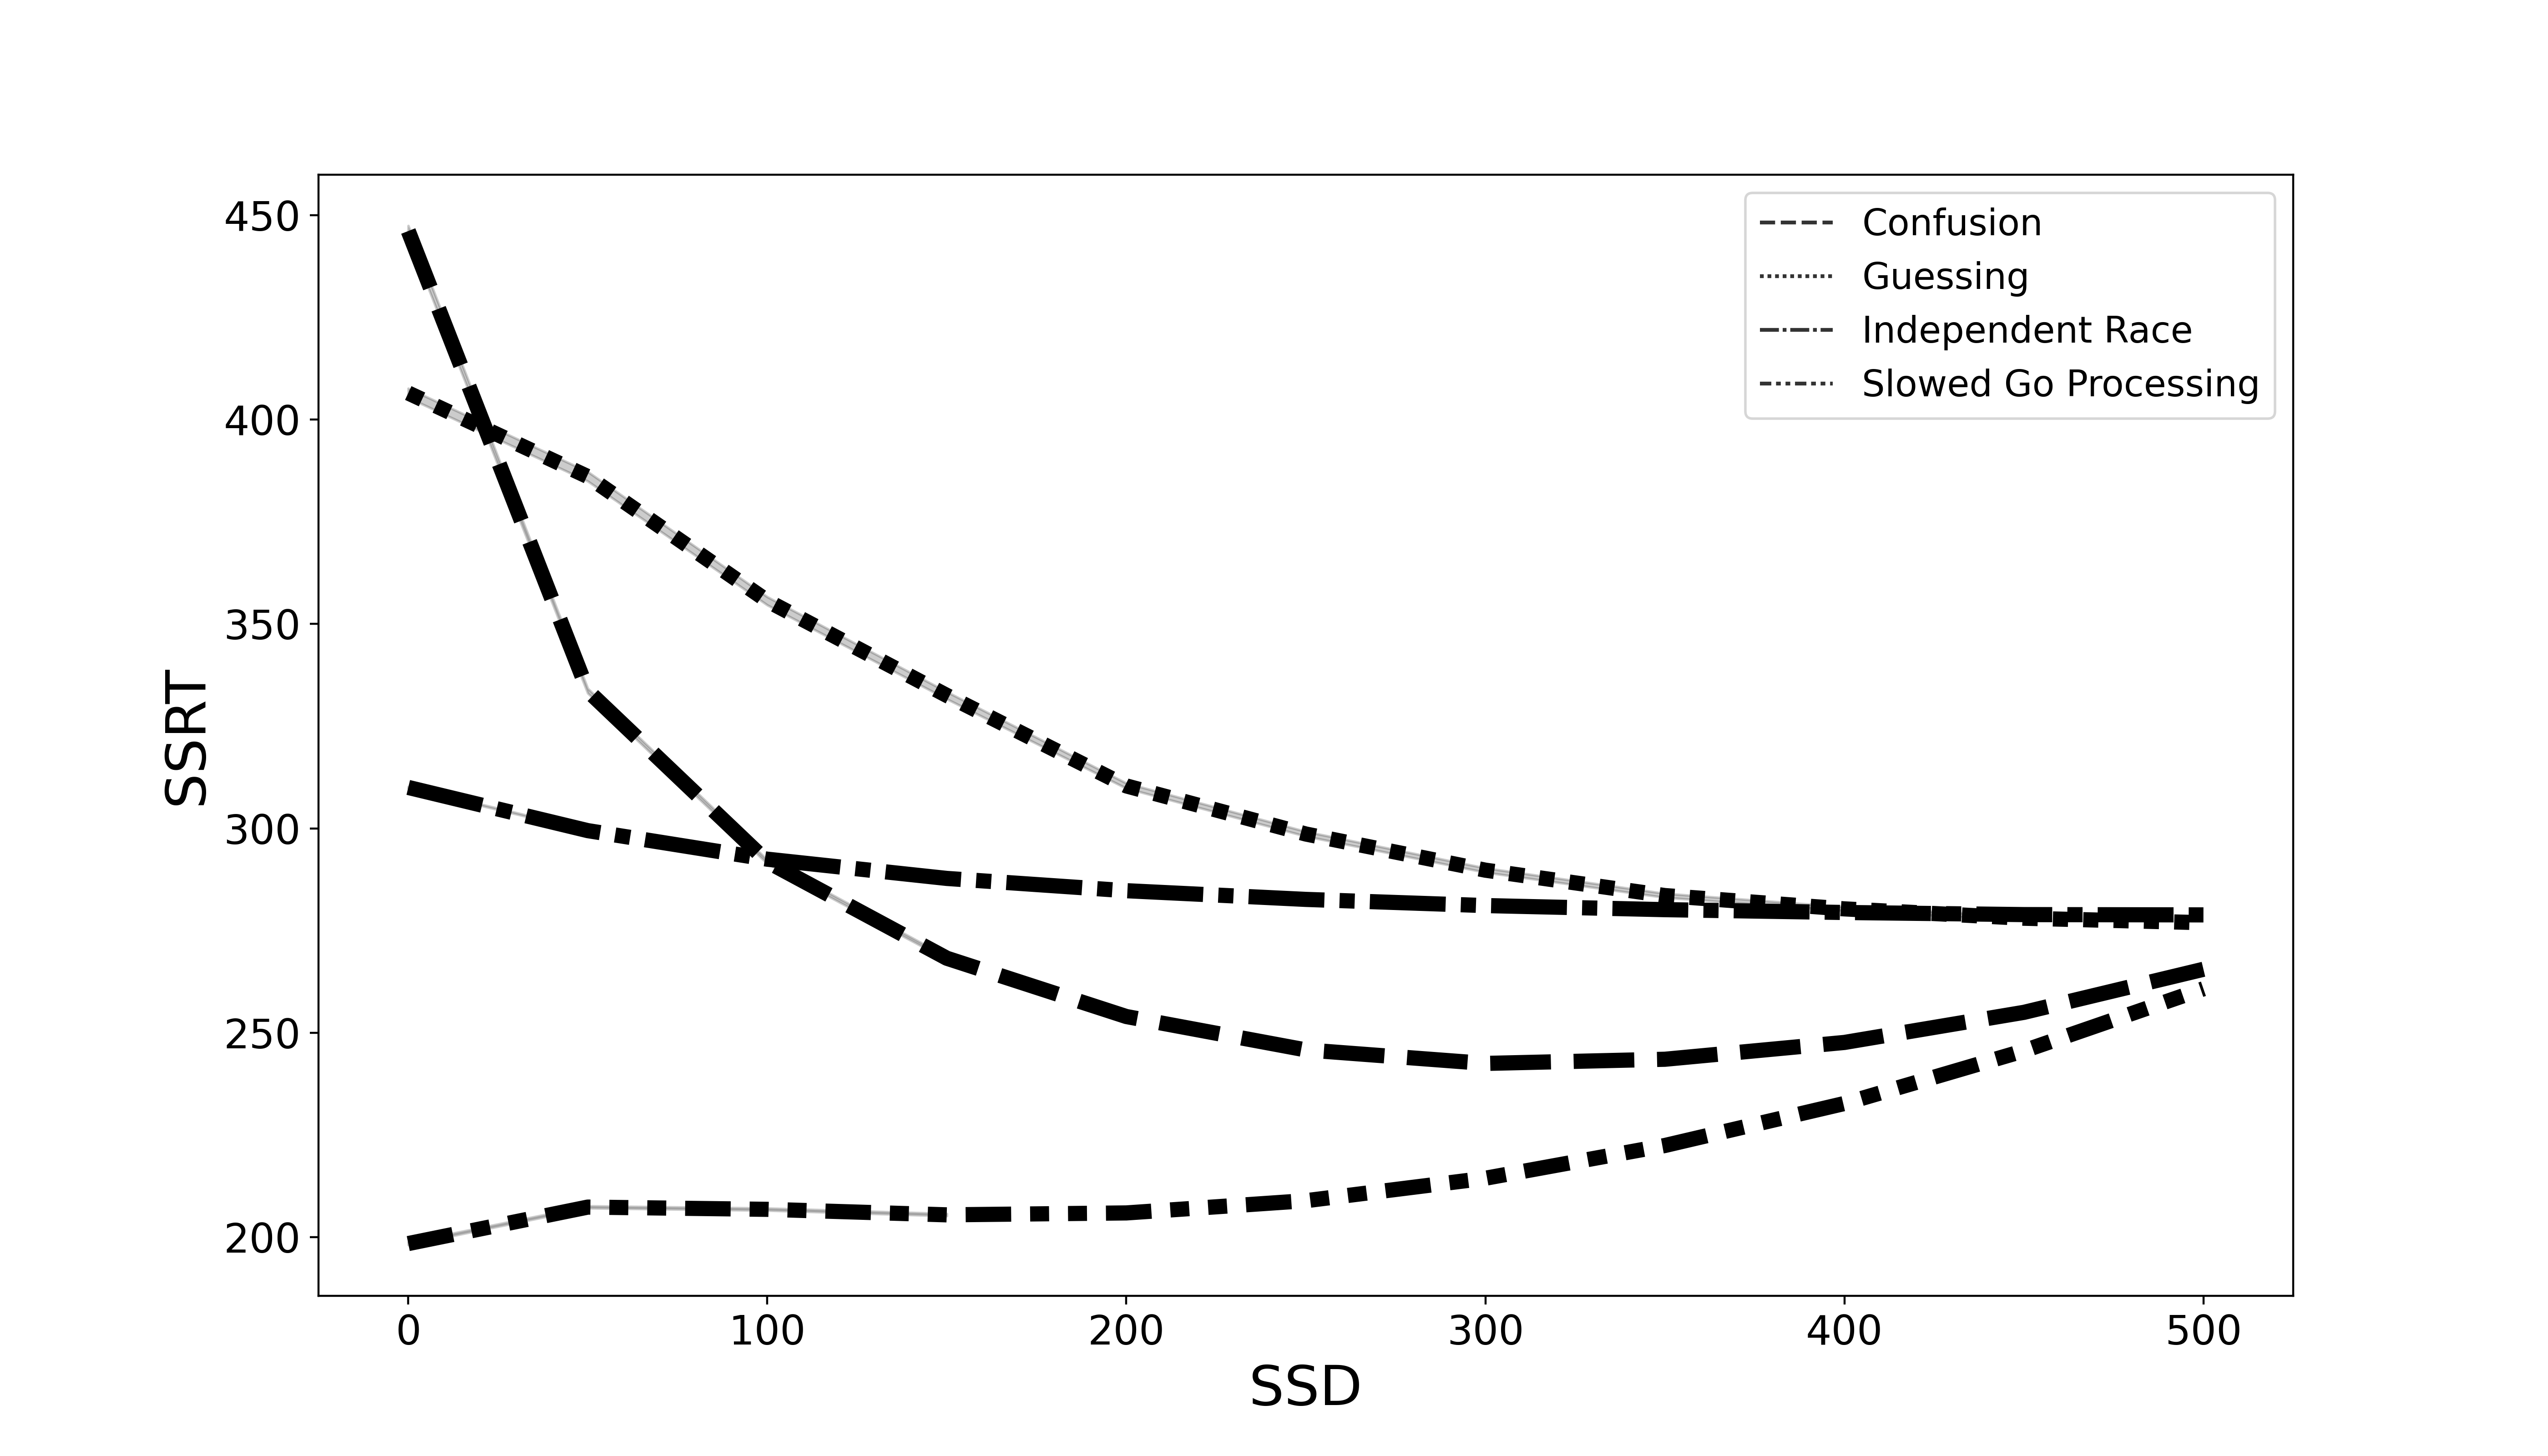 450
400
350
300
250
200
SSRT
0 100 200 300 400 500
SSD
Confusion
Guessing
Independent Race
Slowed Go Processing